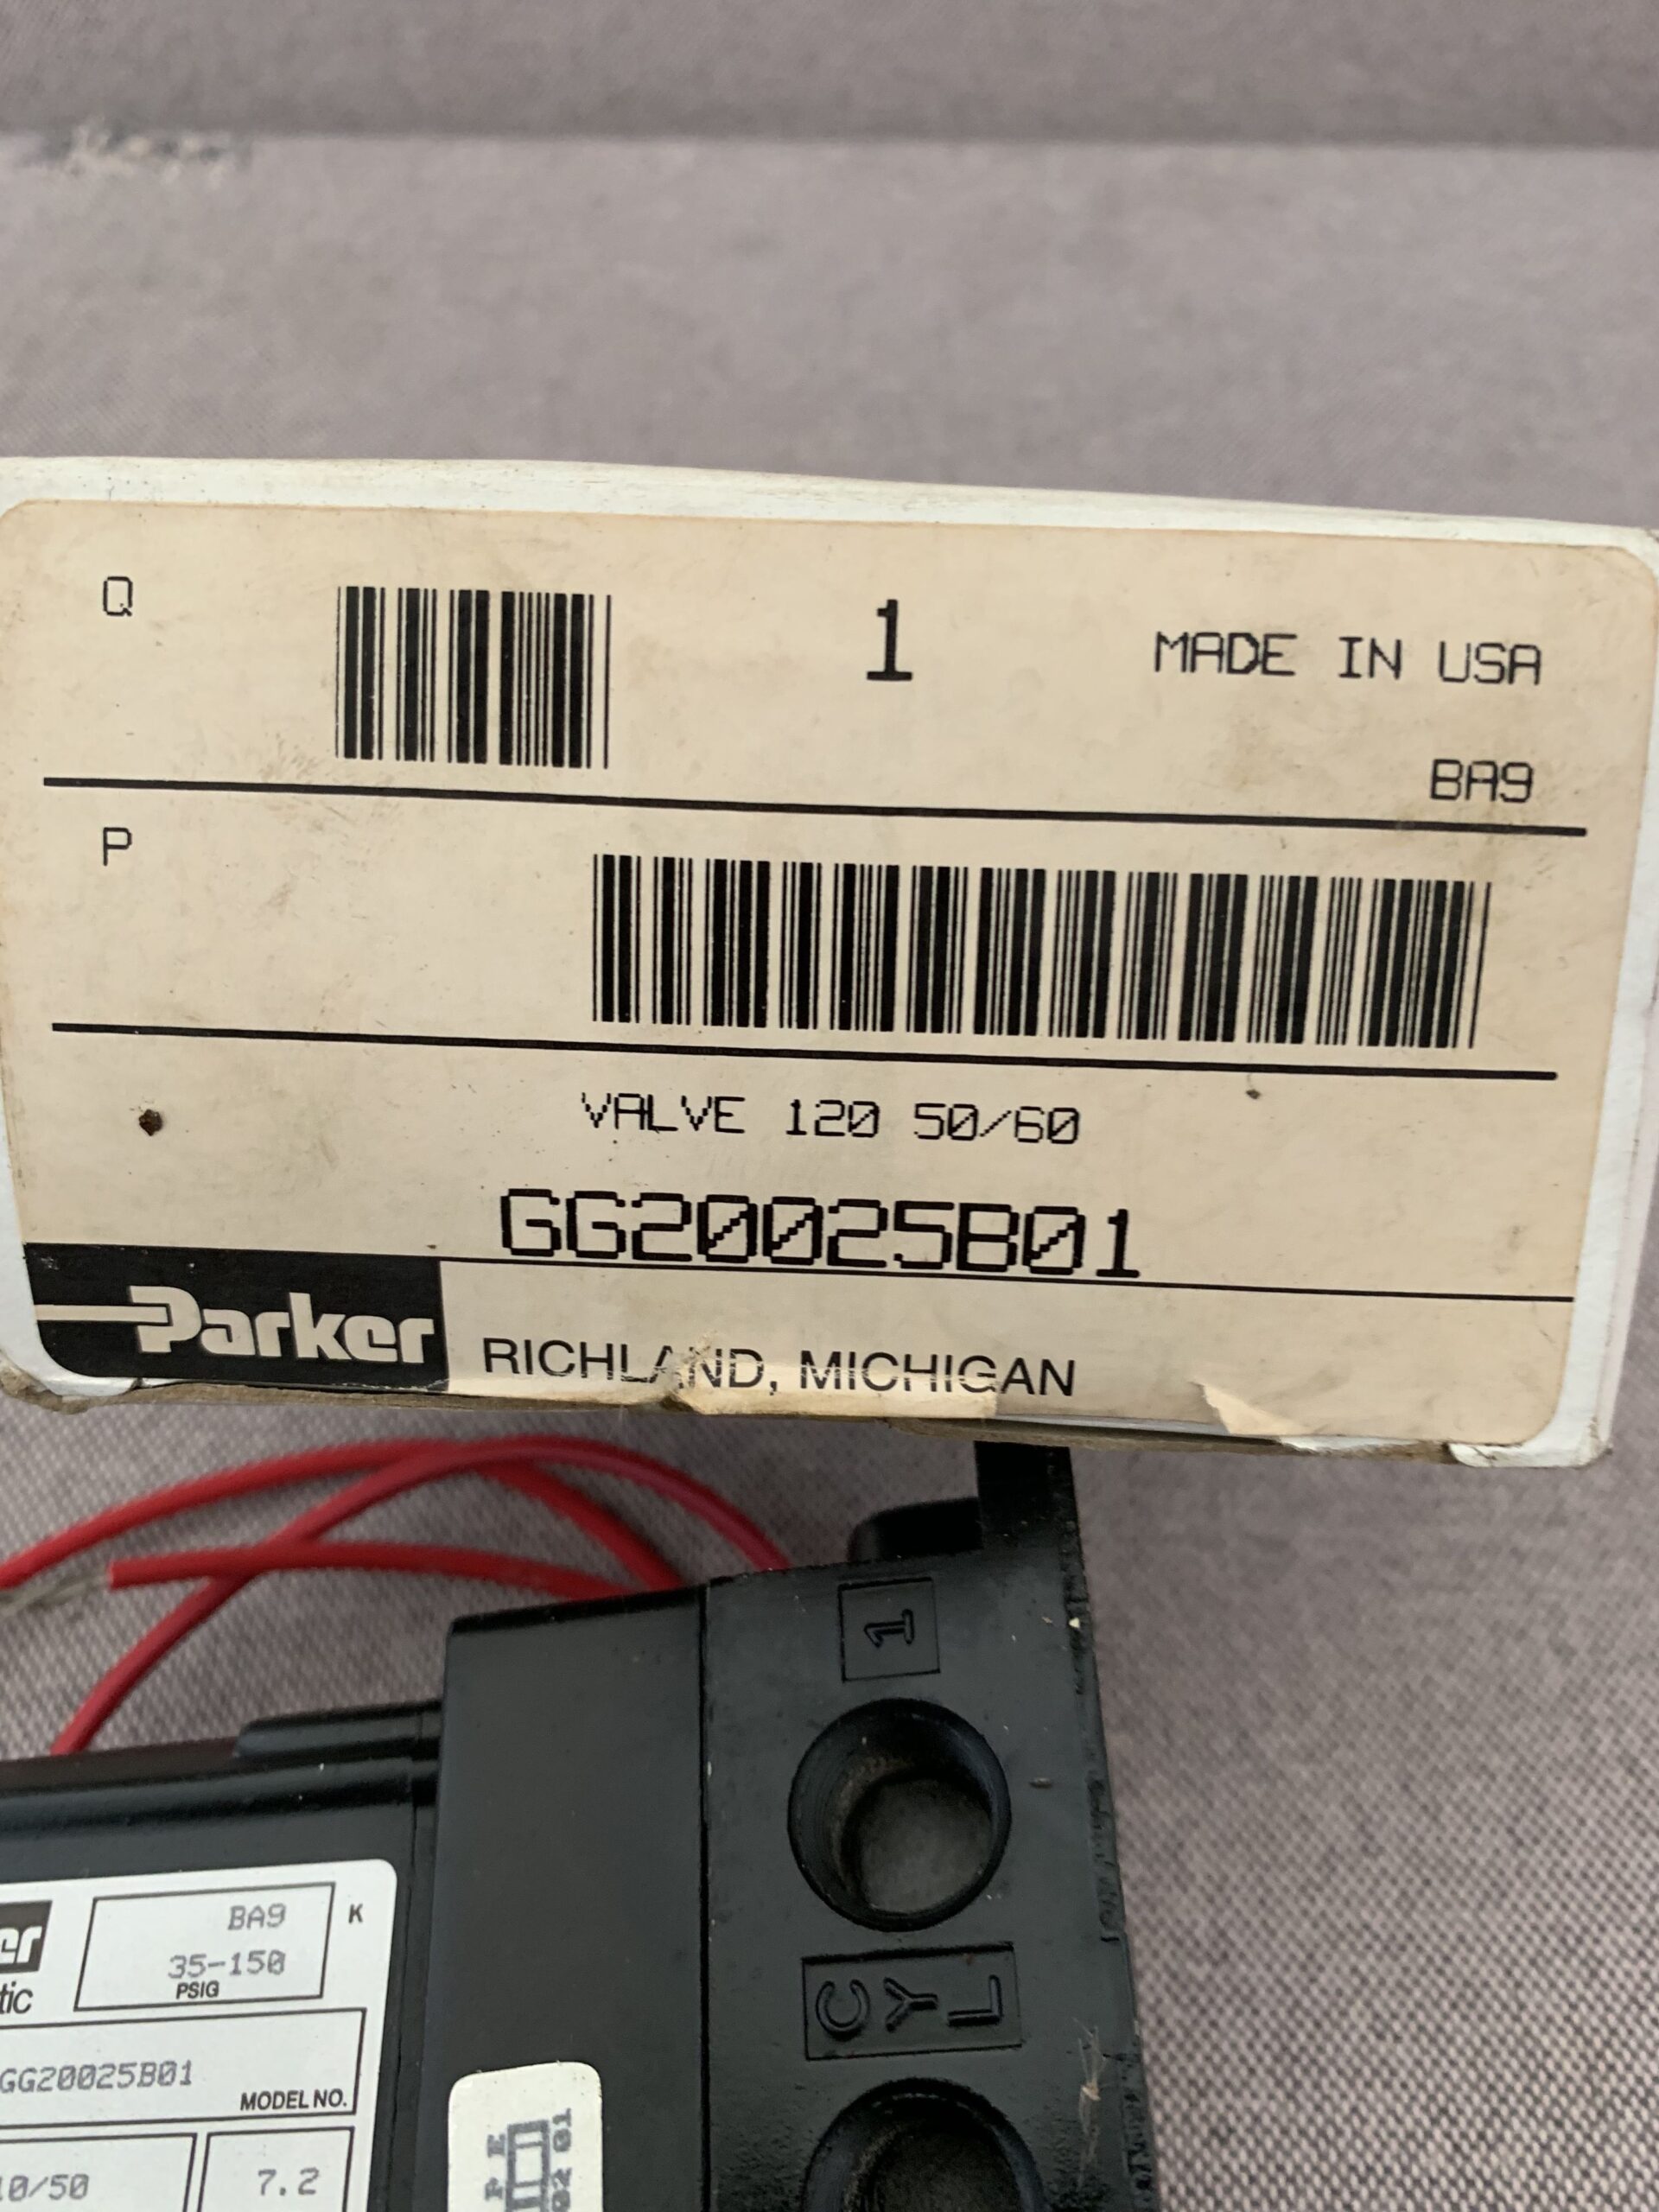 Q
1
MADE IN USA
BA9
P
VALVE 120 50/60
GG20025B01
Parker
RICHLAND, MICHIGAN
1
CYL
BA9
K
35-150
PSIG
GG20025B01
MODEL NO.
7.2
P E